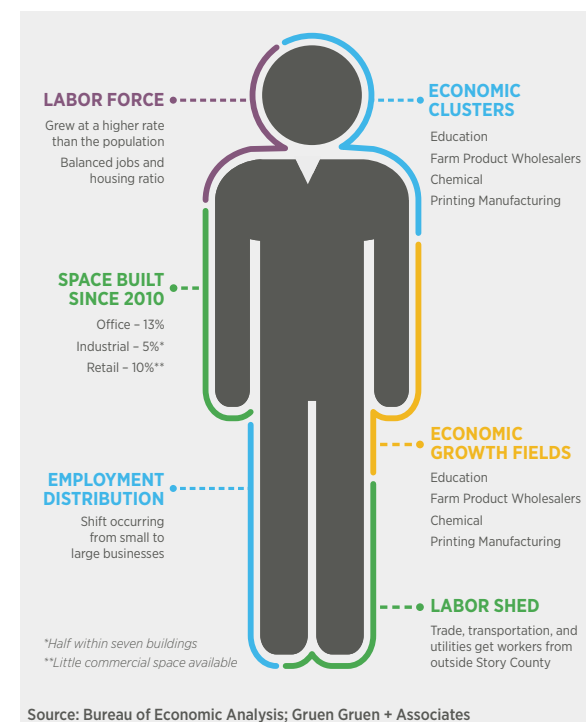 LABOR FORCE
Grew at a higher rate
than the population
Balanced jobs and
housing ratio
ECONOMIC
CLUSTERS
Education
Farm Product Wholesalers
Chemical
Printing Manufacturing
SPACE BUILT
SINCE 2010
Office – 13%
Industrial – 5%*
Retail – 10%**
ECONOMIC
GROWTH FIELDS
Education
Farm Product Wholesalers
Chemical
Printing Manufacturing
EMPLOYMENT
DISTRIBUTION
Shift occurring
from small to
large businesses
LABOR SHED
Trade, transportation, and
utilities get workers from
outside Story County
*Half within seven buildings
**Little commercial space available
Source: Bureau of Economic Analysis; Gruen Gruen + Associates